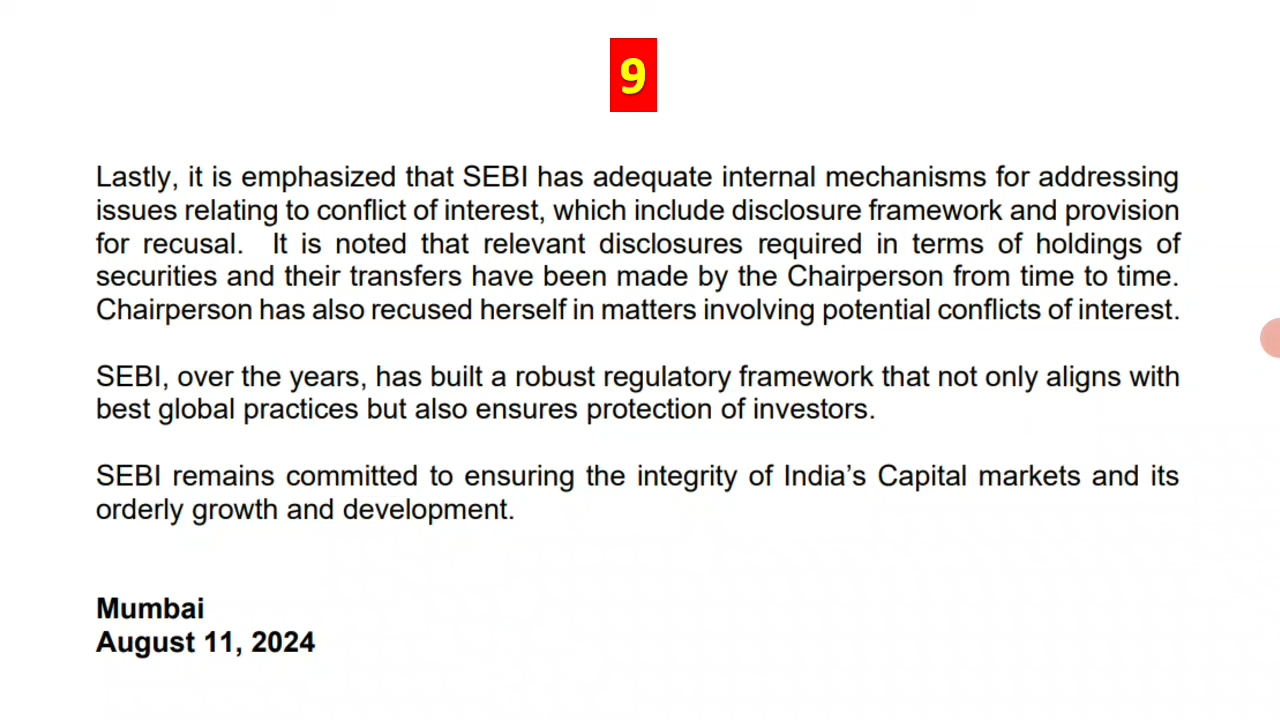 9
Lastly, it is emphasized that SEBI has adequate internal mechanisms for addressing
issues relating to conflict of interest, which include disclosure framework and provision
for recusal.  It is noted that relevant disclosures required in terms of holdings of
securities and their transfers have been made by the Chairperson from time to time.
Chairperson has also recused herself in matters involving potential conflicts of interest.
SEBI, over the years, has built a robust regulatory framework that not only aligns with
best global practices but also ensures protection of investors.
SEBI remains committed to ensuring the integrity of India’s Capital markets and its
orderly growth and development.
Mumbai
August 11, 2024